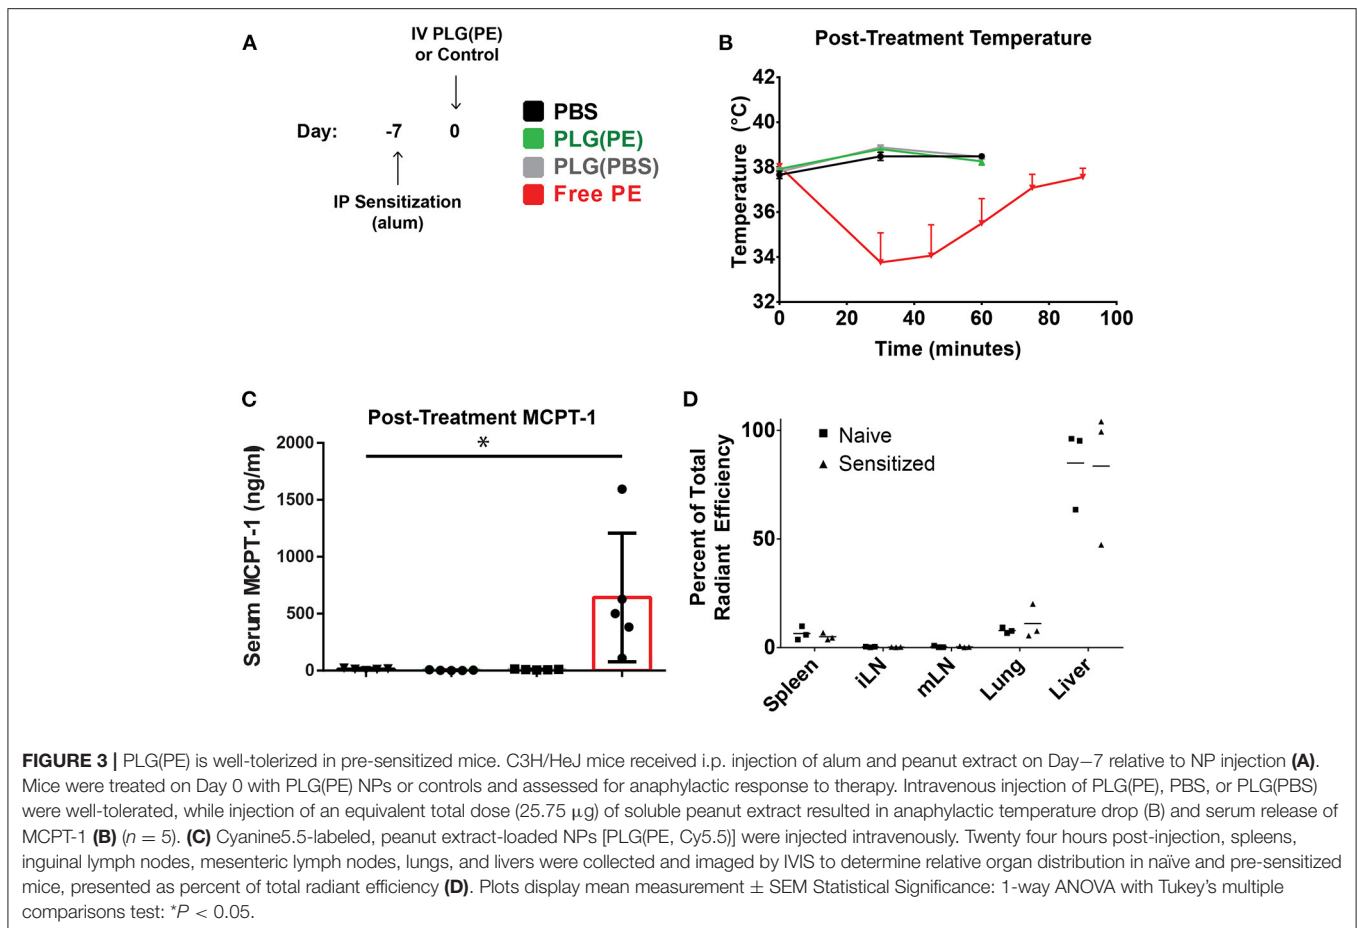 A
IV PLG(PE)
or Control
Day: -7 0
IP Sensitization
(alum)
PBS
PLG(PE)
PLG(PBS)
Free PE
B
Post-Treatment Temperature
Temperature (°C)
42
40
38
36
34
32
0 20 40 60 80 100
Time (minutes)
C
Post-Treatment MCPT-1
*
Serum MCPT-1 (ng/ml)
2000
1500
1000
500
0
D
Percent of Total
Radiant Efficiency
Naive
Sensitized
100
50
0
Spleen
iLN
mLN
Lung
Liver
FIGURE 3 | PLG(PE) is well-tolerized in pre-sensitized mice. C3H/HeJ mice received i.p. injection of alum and peanut extract on Day−7 relative to NP injection (A).
Mice were treated on Day 0 with PLG(PE) NPs or controls and assessed for anaphylactic response to therapy. Intravenous injection of PLG(PE), PBS, or PLG(PBS)
were well-tolerated, while injection of an equivalent total dose (25.75 μg) of soluble peanut extract resulted in anaphylactic temperature drop (B) and serum release of
MCPT-1 (B) (n = 5). (C) Cyanine5.5-labeled, peanut extract-loaded NPs [PLG(PE, Cy5.5)] were injected intravenously. Twenty four hours post-injection, spleens,
inguinal lymph nodes, mesenteric lymph nodes, lungs, and livers were collected and imaged by IVIS to determine relative organ distribution in naïve and pre-sensitized
mice, presented as percent of total radiant efficiency (D). Plots display mean measurement ± SEM Statistical Significance: 1-way ANOVA with Tukey's multiple
comparisons test: *P < 0.05.